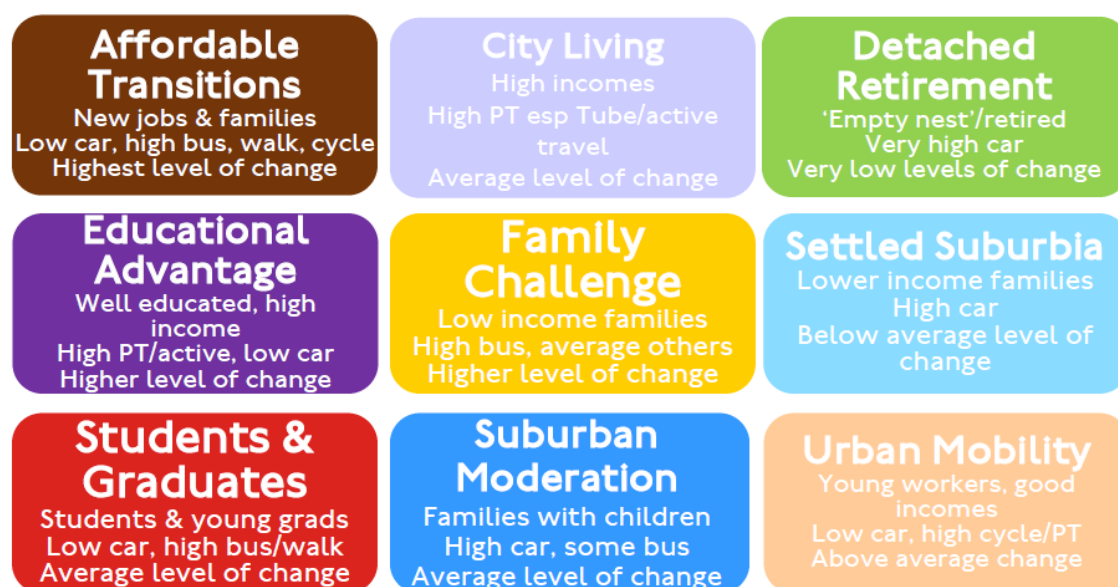 Affordable
Transitions
New jobs & families
Low car, high bus, walk, cycle
Highest level of change
City Living
High incomes
High PT esp Tube/active
travel
Average level of change
Detached
Retirement
‘Empty nest’/retired
Very high car
Very low levels of change
Educational
Advantage
Well educated, high
income
High PT/active, low car
Higher level of change
Family
Challenge
Low income families
High bus, average others
Higher level of change
Settled Suburbia
Lower income families
High car
Below average level of
change
Students &
Graduates
Students & young grads
Low car, high bus/walk
Average level of change
Suburban
Moderation
Families with children
High car, some bus
Average level of change
Urban Mobility
Young workers, good
incomes
Low car, high cycle/PT
Above average change